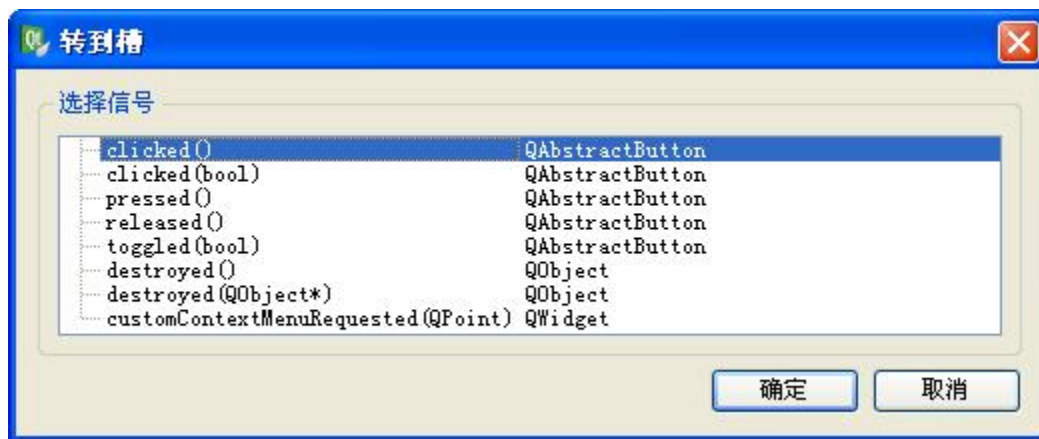 转到槽
选择信号
clicked() QAbstractButton
clicked(bool) QAbstractButton
pressed() QAbstractButton
released() QAbstractButton
toggled(bool) QAbstractButton
destroyed() QObject
destroyed(QObject*) QObject
customContextMenuRequested(QPoint) QWidget
确定 取消